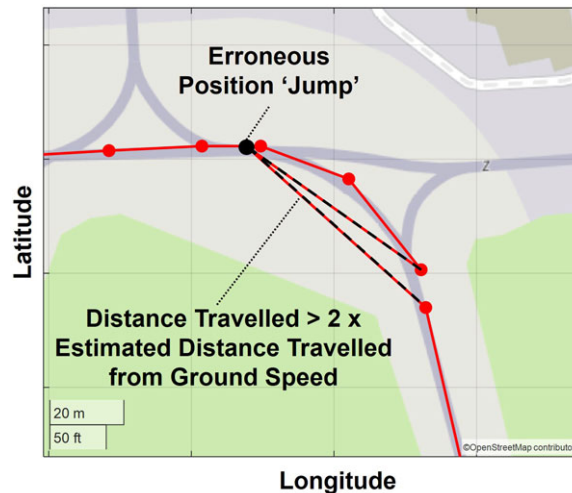 Erroneous
Position ‘Jump’
Z
Latitude
Distance Travelled > 2 x
Estimated Distance Travelled
from Ground Speed
20 m
50 ft
©OpenStreetMap contributo
Longitude